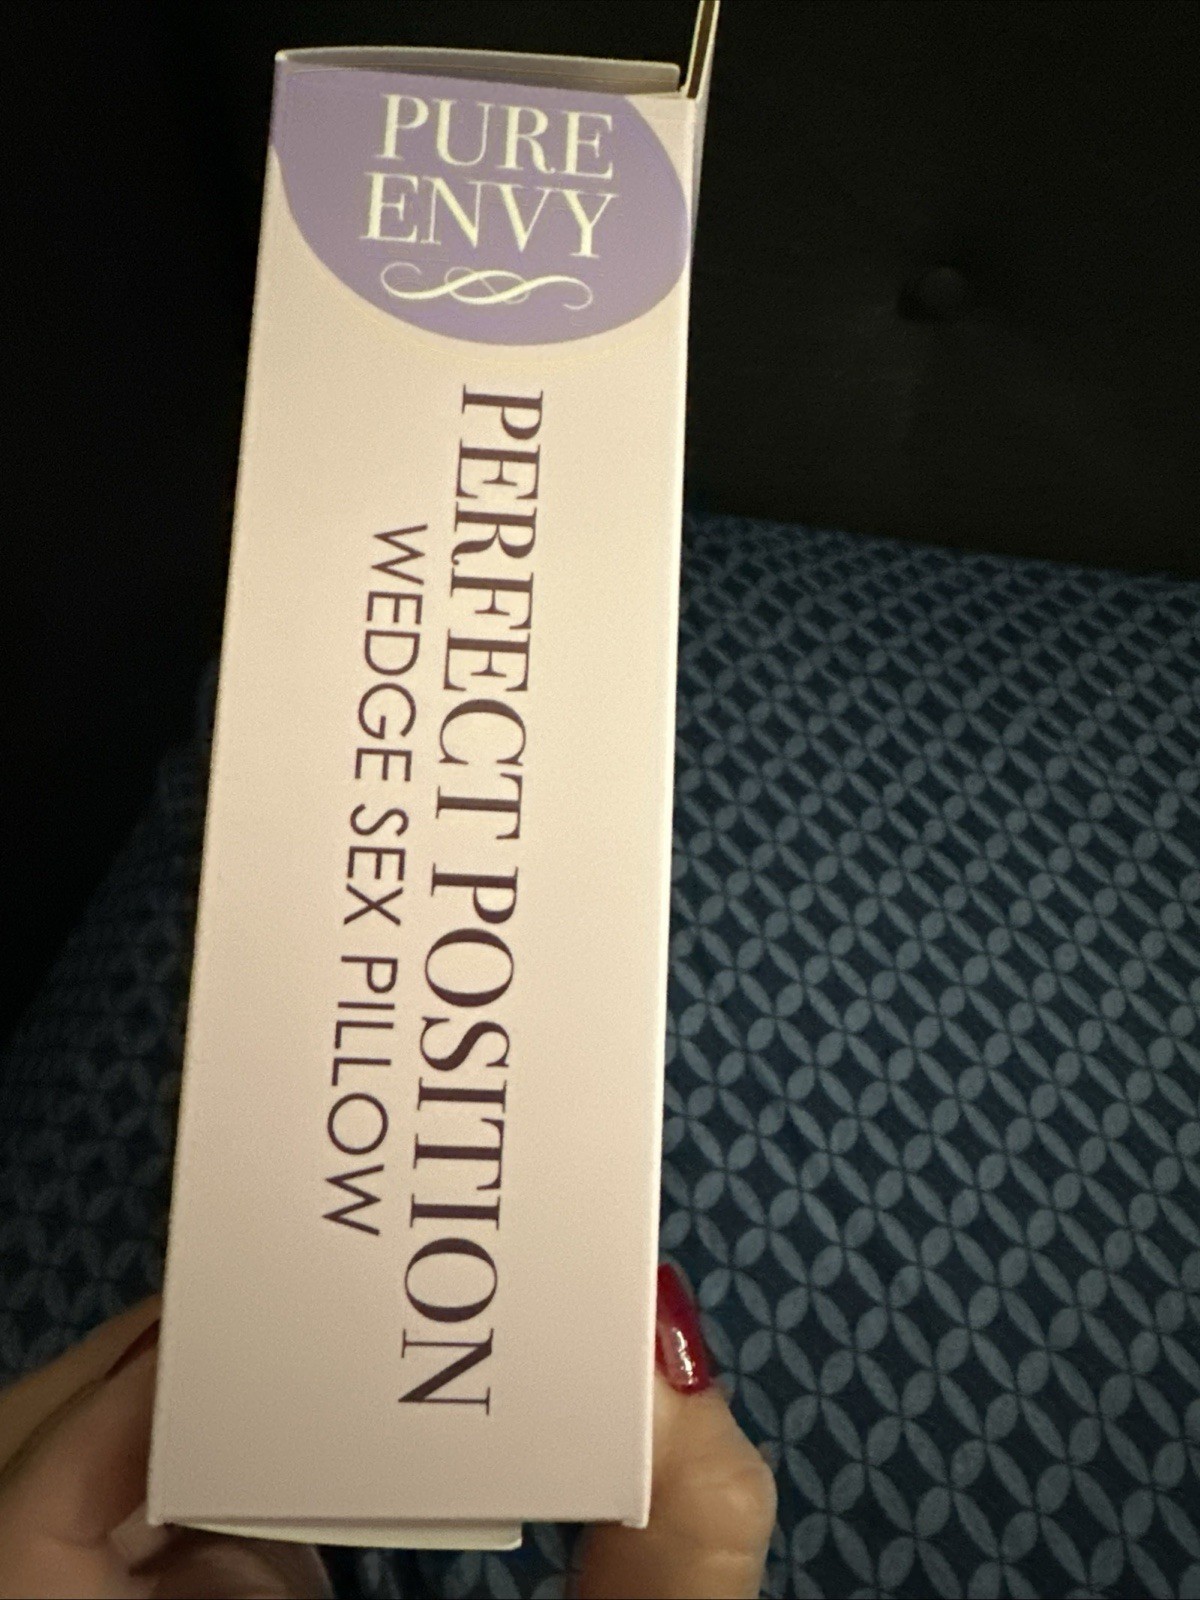 PURE
ENVY
PERFECT POSITION
WEDGE SEX PILLOW